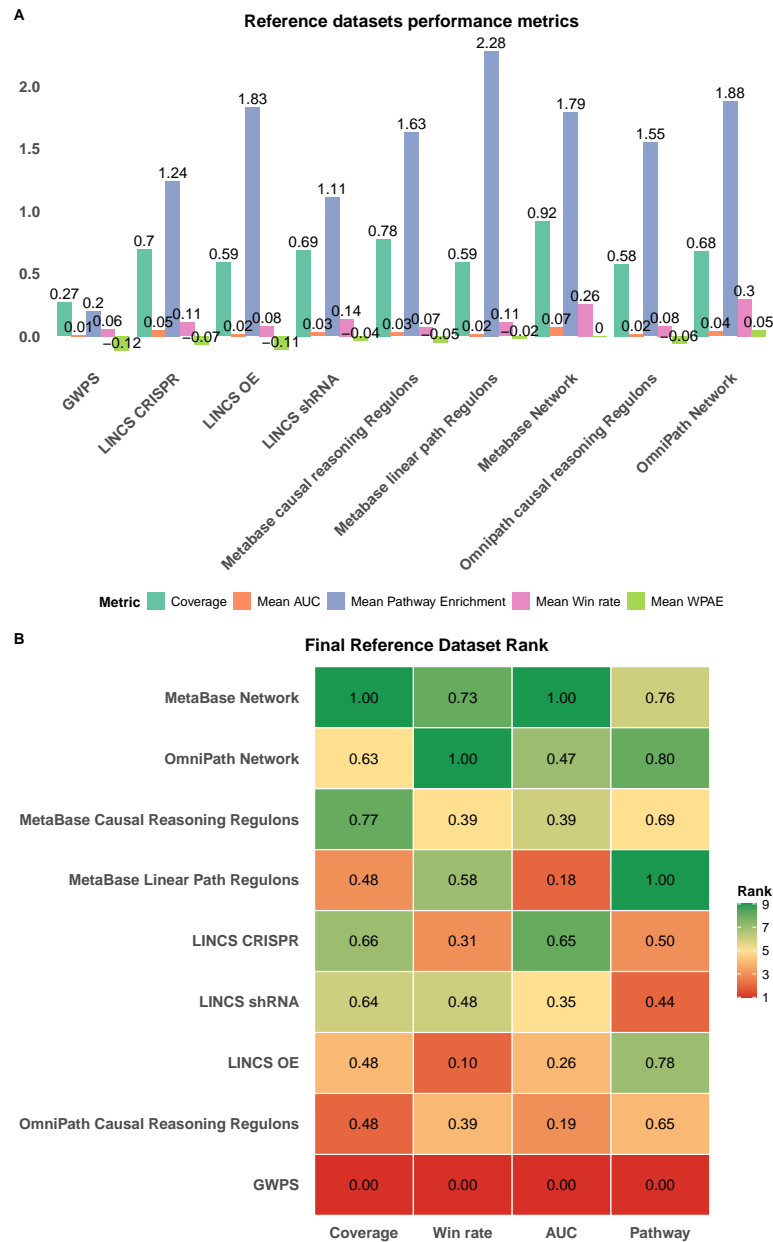 A
Reference datasets performance metrics
2.0
1.5
1.0
0.5
0.0
0.27
0.01
0.2
0.06
−0.12
0.7
0.05
1.24
0.11
−0.07
0.59
0.02
1.83
0.08
−0.11
0.69
0.03
1.11
0.14
−0.04
0.78
0.03
1.63
0.07
−0.05
0.59
0.02
2.28
0.11
−0.02
0.92
0.07
1.79
0.26
0
0.58
0.02
1.55
0.08
−0.06
0.68
0.04
1.88
0.3
0.05
GWPS
LINCS CRISPR
LINCS OE
LINCS shRNA
Metabase causal reasoning Regulons
Metabase linear path Regulons
Metabase Network
Omnipath causal reasoning Regulons
OmniPath Network
Metric Coverage Mean AUC Mean Pathway Enrichment Mean Win rate Mean WPAE
B
Final Reference Dataset Rank
MetaBase Network 1.00 0.73 1.00 0.76
OmniPath Network 0.63 1.00 0.47 0.80
MetaBase Causal Reasoning Regulons 0.77 0.39 0.39 0.69
MetaBase Linear Path Regulons 0.48 0.58 0.18 1.00
LINCS CRISPR 0.66 0.31 0.65 0.50
LINCS shRNA 0.64 0.48 0.35 0.44
LINCS OE 0.48 0.10 0.26 0.78
OmniPath Causal Reasoning Regulons 0.48 0.39 0.19 0.65
GWPS 0.00 0.00 0.00 0.00
Coverage Win rate AUC Pathway
Rank
9
7
5
3
1